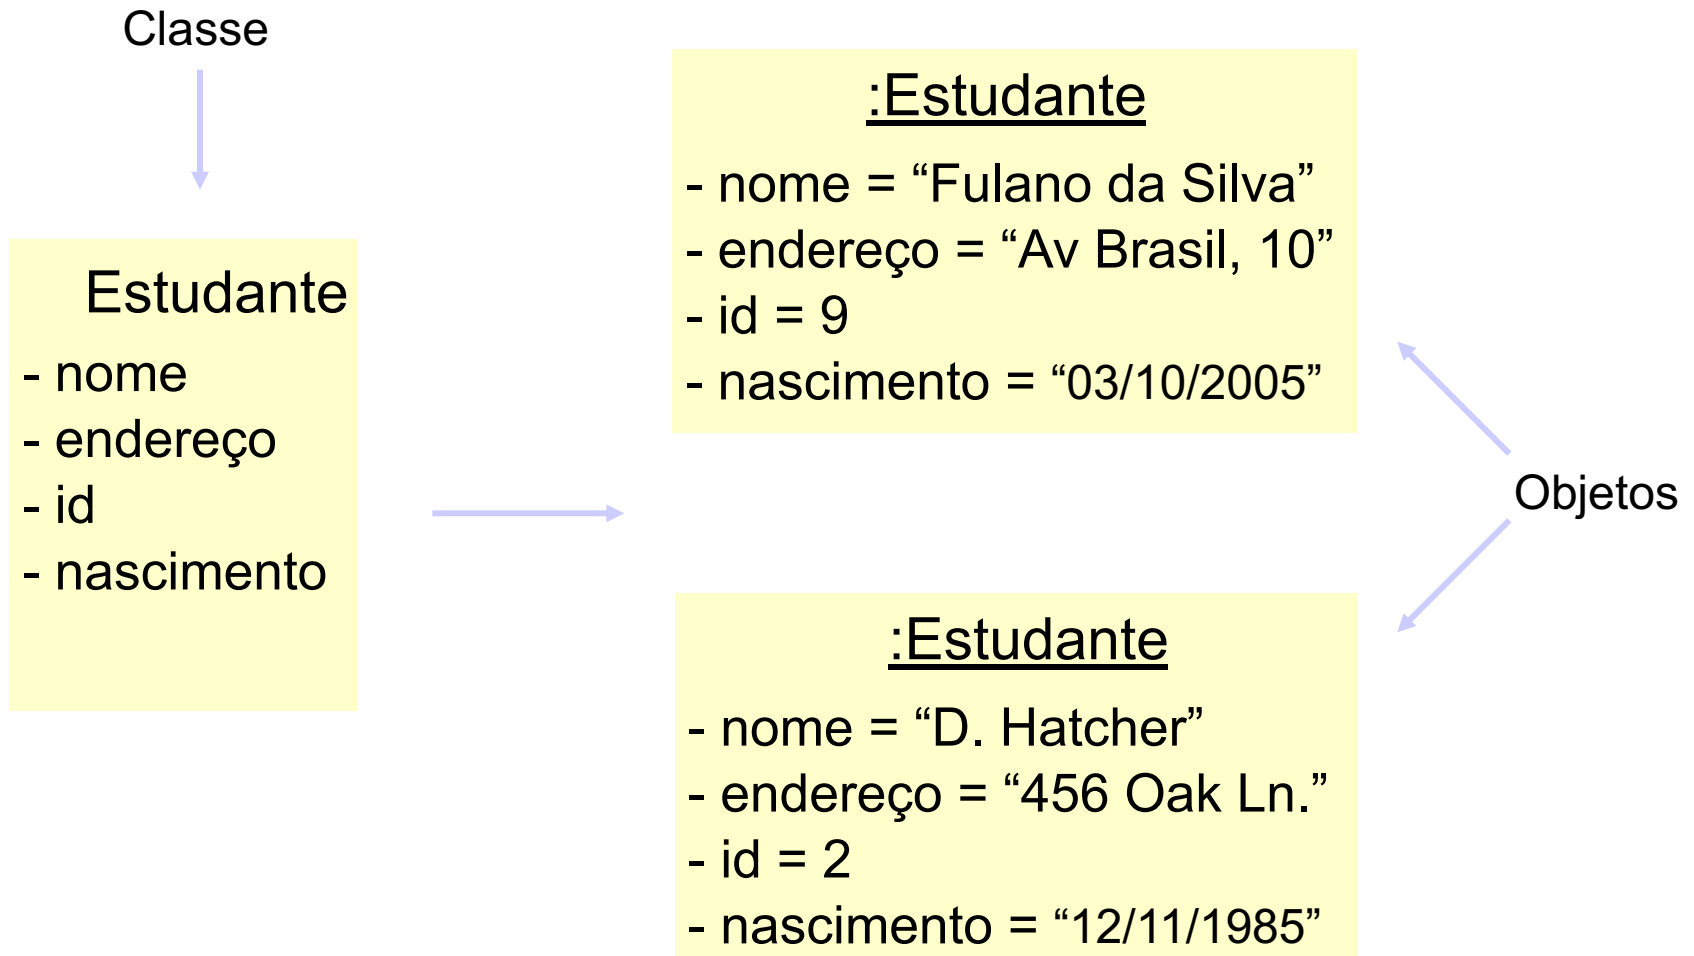 Classe
Estudante
- nome
- endereço
- id
- nascimento
:Estudante
- nome = “Fulano da Silva”
- endereço = “Av Brasil, 10”
- id = 9
- nascimento = “03/10/2005”
Objetos
:Estudante
- nome = “D. Hatcher”
- endereço = “456 Oak Ln.”
- id = 2
- nascimento = “12/11/1985”